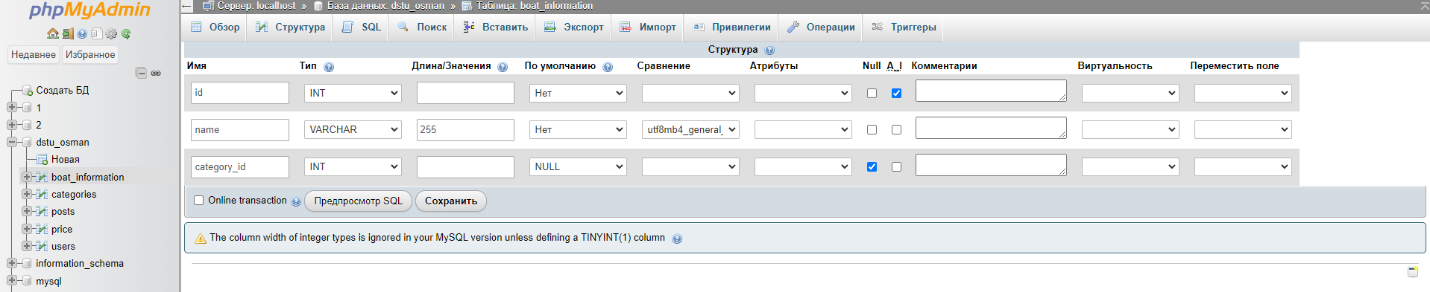 phpMyAdmin
Недавнее Избранное
Создать БД
1
2
dstu_osman
Новая
boat_information
categories
posts
price
users
information_schema
mysql
Сервер: localhost » База данных: dstu_osman » Таблица: boat_information
Обзор Структура SQL Поиск Вставить Экспорт Импорт Привилегии Операции Триггеры
Структура
Имя Тип Длина/Значения По умолчанию Сравнение Атрибуты Null A_I Комментарии Виртуальность Переместить поле
id INT Нет
name VARCHAR 255 Нет utf8mb4_general_
category_id INT NULL
Online transaction Предпросмотр SQL Сохранить
The column width of integer types is ignored in your MySQL version unless defining a TINYINT(1) column